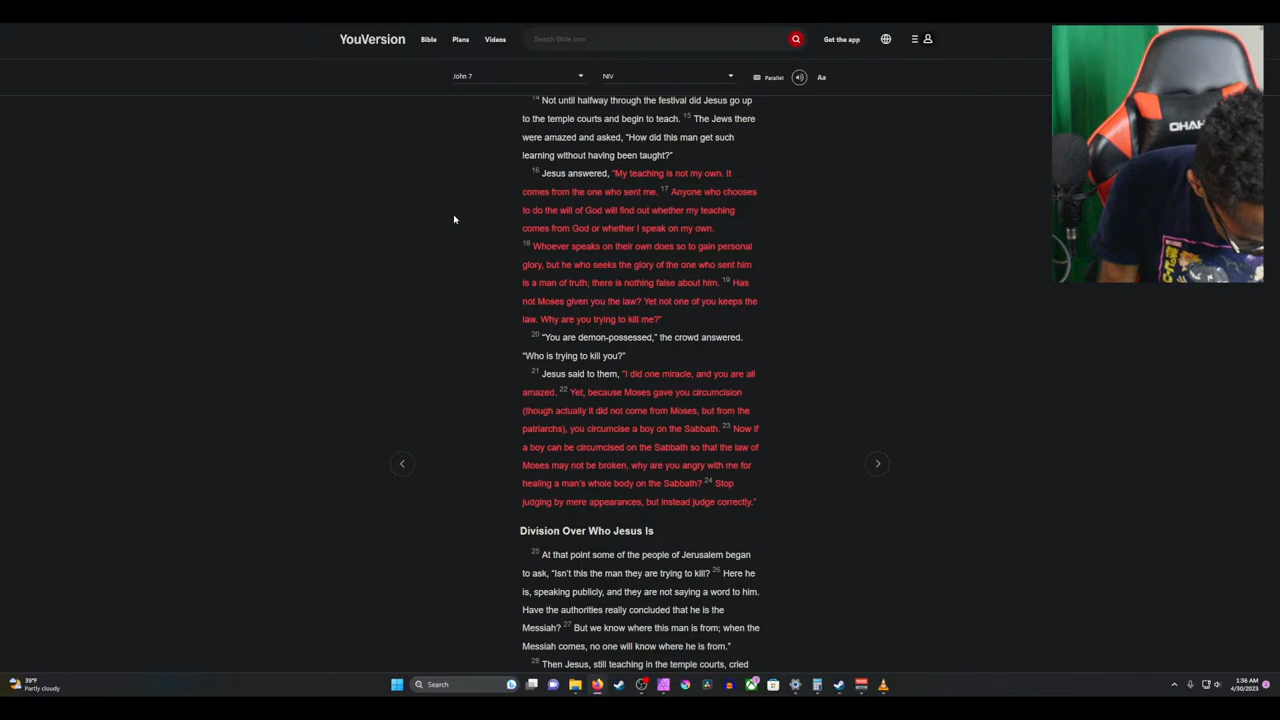 YouVersion Bible Plans Videos Search Bible.com Get the app
John 7 NIV Parallel Aa
14 Not until halfway through the festival did Jesus go up
to the temple courts and begin to teach. 15 The Jews there
were amazed and asked, “How did this man get such
learning without having been taught?”
16 Jesus answered, “My teaching is not my own. It
comes from the one who sent me. 17 Anyone who chooses
to do the will of God will find out whether my teaching
comes from God or whether I speak on my own.
18 Whoever speaks on their own does so to gain personal
glory, but he who seeks the glory of the one who sent him
is a man of truth; there is nothing false about him. 19 Has
not Moses given you the law? Yet not one of you keeps the
law. Why are you trying to kill me?”
20 “You are demon-possessed,” the crowd answered.
“Who is trying to kill you?”
21 Jesus said to them, “I did one miracle, and you are all
amazed. 22 Yet, because Moses gave you circumcision
(though actually it did not come from Moses, but from the
patriarchs), you circumcise a boy on the Sabbath. 23 Now if
a boy can be circumcised on the Sabbath so that the law of
Moses may not be broken, why are you angry with me for
healing a man’s whole body on the Sabbath? 24 Stop
judging by mere appearances, but instead judge correctly.”
Division Over Who Jesus Is
25 At that point some of the people of Jerusalem began
to ask, “Isn’t this the man they are trying to kill? 26 Here he
is, speaking publicly, and they are not saying a word to him.
Have the authorities really concluded that he is the
Messiah? 27 But we know where this man is from; when the
Messiah comes, no one will know where he is from.”
28 Then Jesus, still teaching in the temple courts, cried
OHAH
39°F
Partly cloudy
Search
1:36 AM
4/30/2023